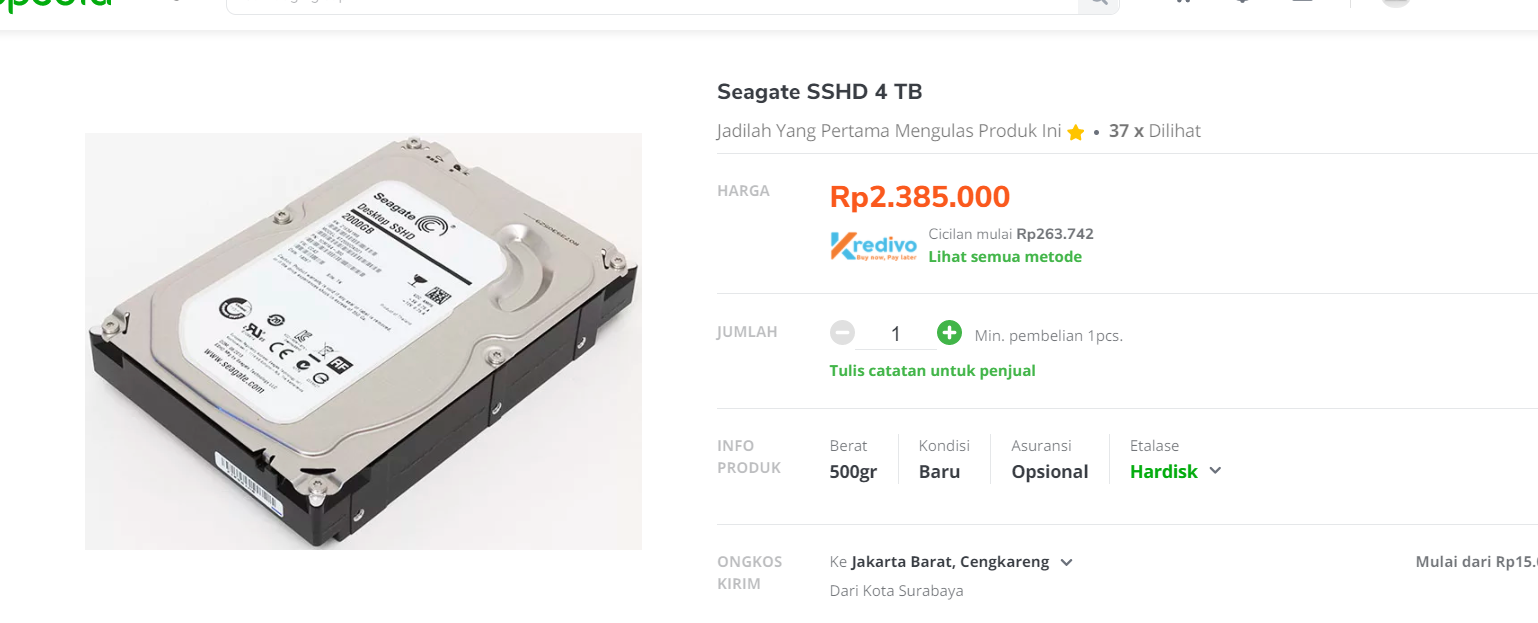 Seagate SSHD 4 TB
Jadilah Yang Pertama Mengulas Produk Ini • 37 x Dilihat
HARGA
Rp2.385.000
Kredivo
Buy now, Pay later
Cicilan mulai Rp263.742
Lihat semua metode
JUMLAH
1
Min. pembelian 1pcs.
Tulis catatan untuk penjual
INFO PRODUK
Berat
500gr
Kondisi
Baru
Asuransi
Opsional
Etalase
Hardisk
ONGKOS KIRIM
Ke Jakarta Barat, Cengkareng
Mulai dari
Dari Kota Surabaya
Seagate
Desktop SSHD
2000GB
www.seagate.com